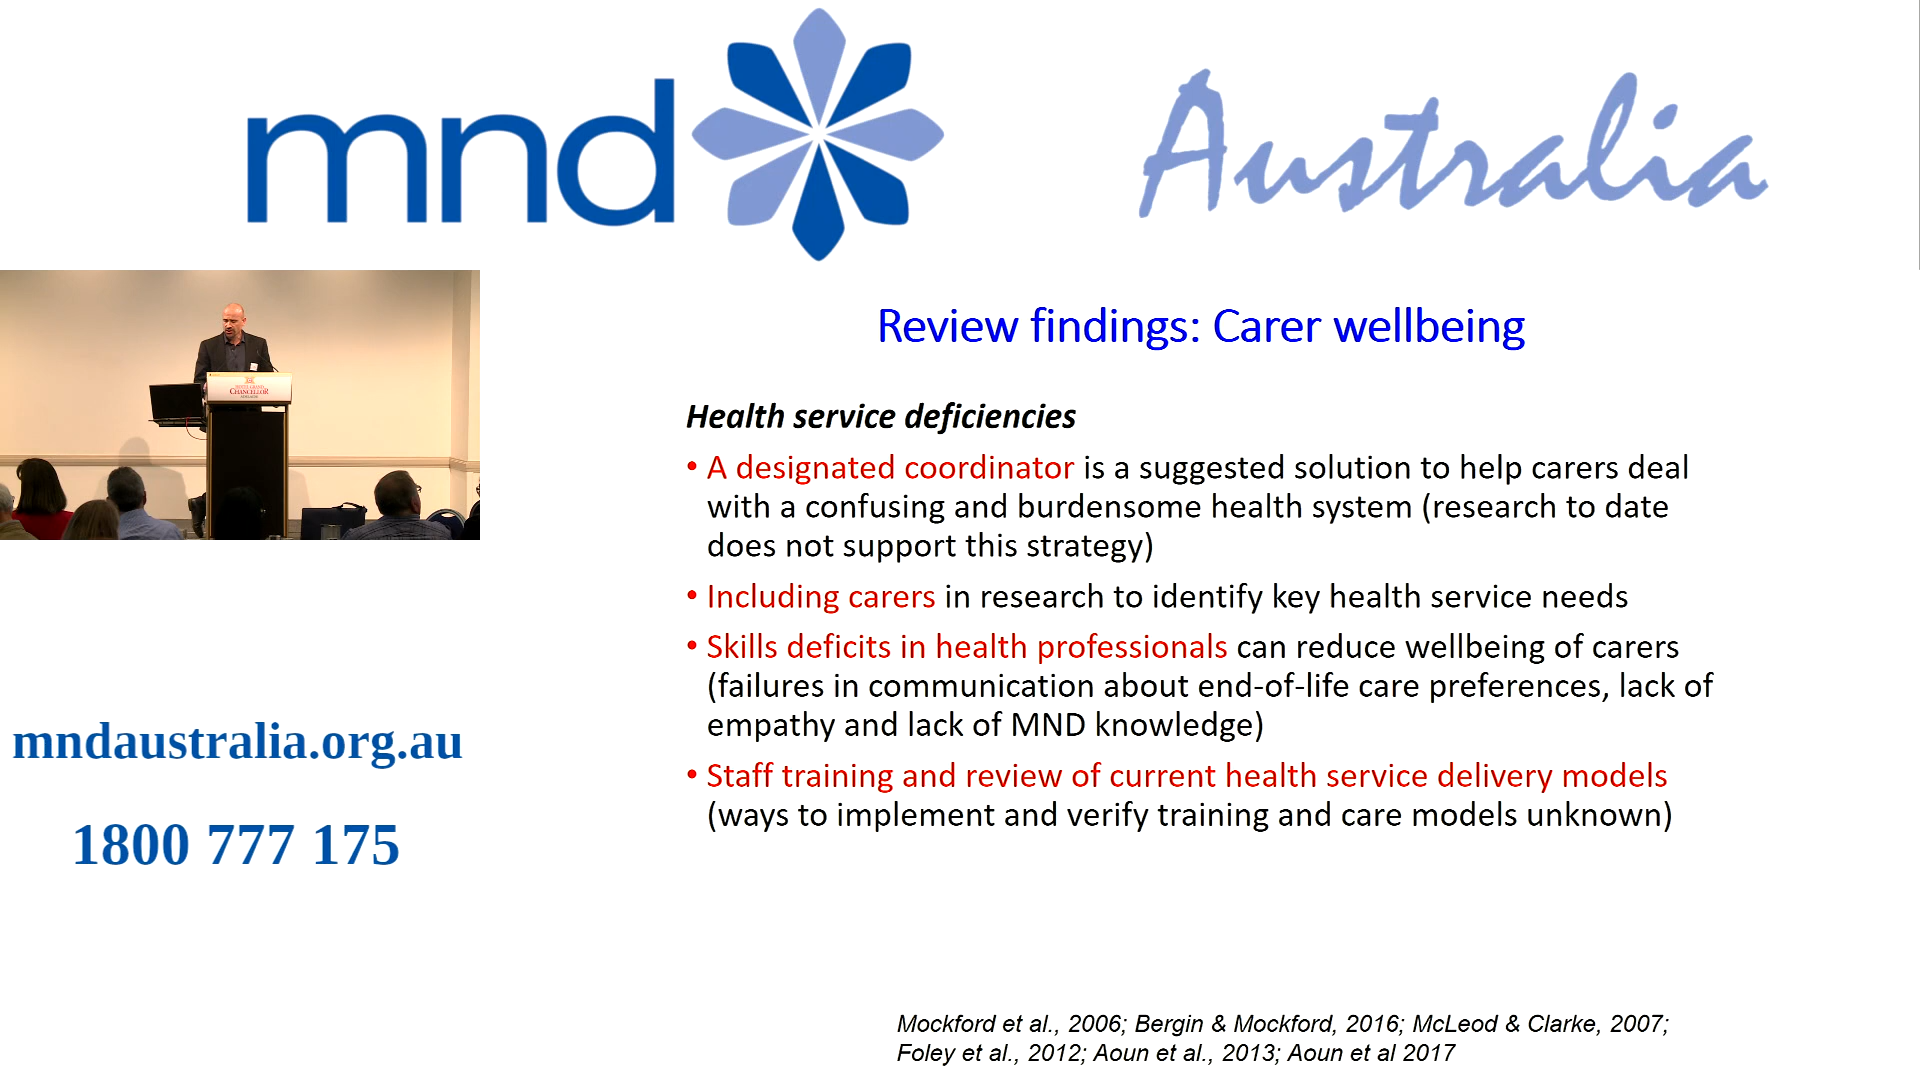 mnd Australia
Review findings: Carer wellbeing
Health service deficiencies
• A designated coordinator is a suggested solution to help carers deal
with a confusing and burdensome health system (research to date
does not support this strategy)
• Including carers in research to identify key health service needs
• Skills deficits in health professionals can reduce wellbeing of carers
(failures in communication about end-of-life care preferences, lack of
empathy and lack of MND knowledge)
• Staff training and review of current health service delivery models
(ways to implement and verify training and care models unknown)
Mockford et al., 2006; Bergin & Mockford, 2016; McLeod & Clarke, 2007;
Foley et al., 2012; Aoun et al., 2013; Aoun et al 2017
CHANCELLOR
mndaustralia.org.au
1800 777 175